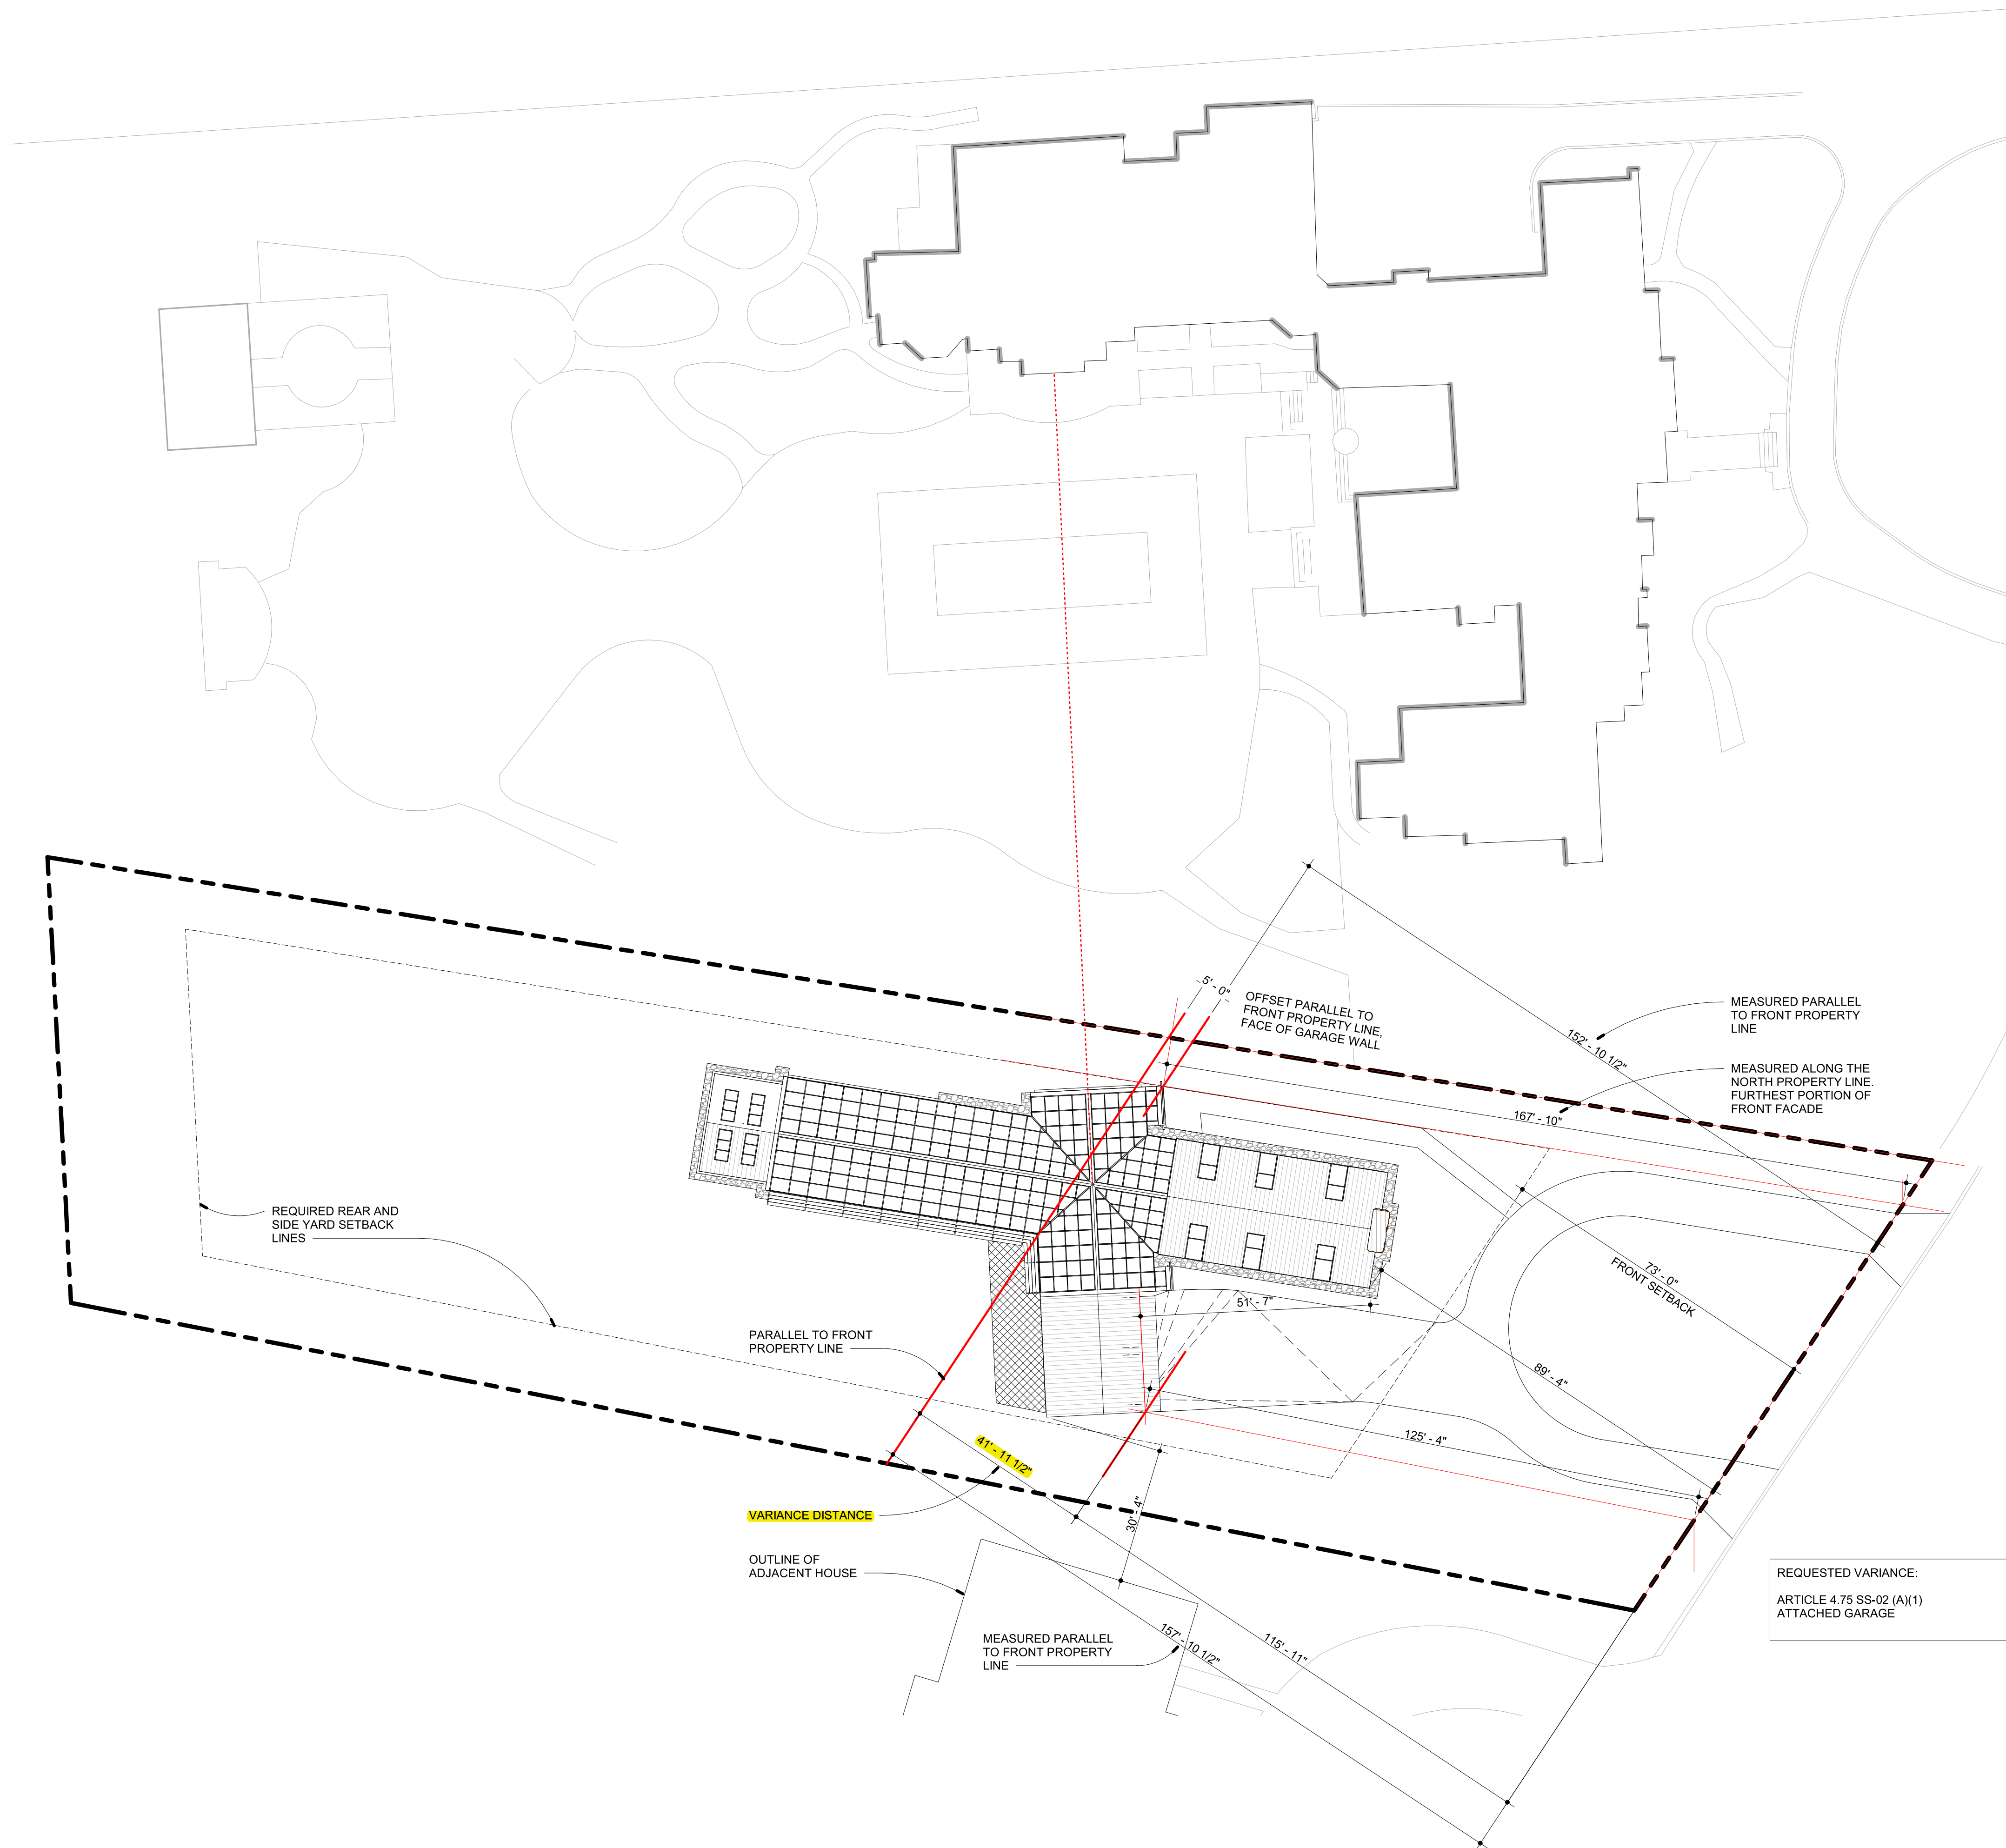 5' - 0"
OFFSET PARALLEL TO
FRONT PROPERTY LINE,
FACE OF GARAGE WALL
152' - 10 1/2"
MEASURED PARALLEL
TO FRONT PROPERTY
LINE
MEASURED ALONG THE
NORTH PROPERTY LINE.
FURTHEST PORTION OF
FRONT FACADE
167' - 10"
REQUIRED REAR AND
SIDE YARD SETBACK
LINES
73' - 0"
FRONT SETBACK
51' - 7"
PARALLEL TO FRONT
PROPERTY LINE
89' - 4"
125' - 4"
41' - 11 1/2"
VARIANCE DISTANCE
30' - 4"
OUTLINE OF
ADJACENT HOUSE
REQUESTED VARIANCE:
ARTICLE 4.75 SS-02 (A)(1)
ATTACHED GARAGE
MEASURED PARALLEL
TO FRONT PROPERTY
LINE
157' - 10 1/2"
115' - 11"